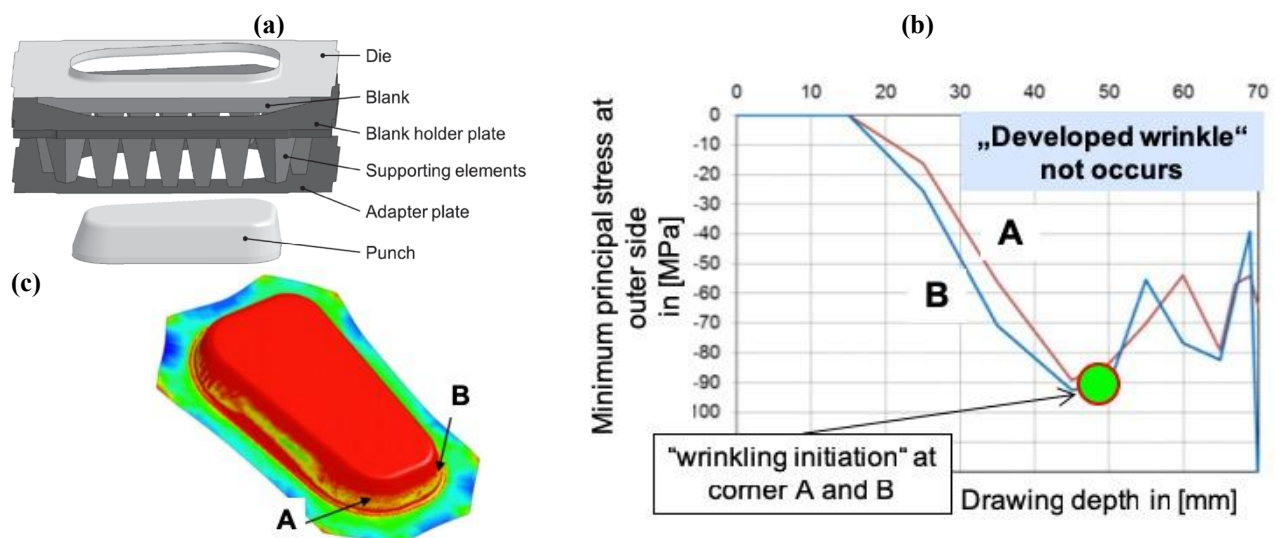 (a)
Die
Blank
Blank holder plate
Supporting elements
Adapter plate
Punch
(b)
Minimum principal stress at
outer side
in [MPa]
0 10 20 30 40 50 60 70
0
-10
-20
-30
-40
-50
-60
-70
-80
-90
100
„Developed wrinkle“
not occurs
A
B
“wrinkling initiation“ at
corner A and B
Drawing depth in [mm]
(c)
B
A